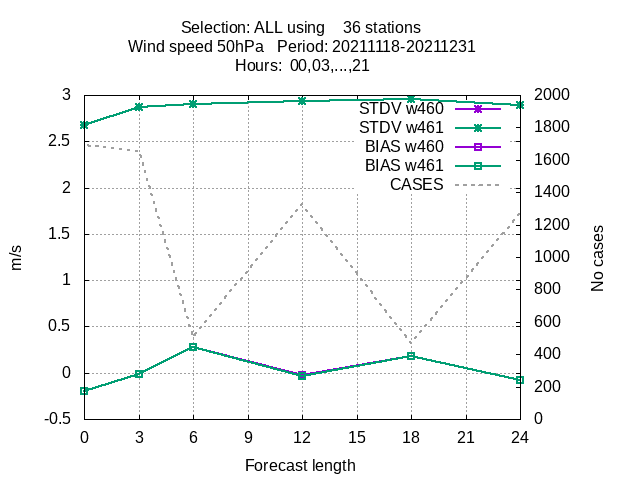 Selection: ALL using    36 stations
Wind speed 50hPa   Period: 20211118-20211231
Hours:  00,03,...,21
3
2.5
2
1.5
1
0.5
0
-0.5
m/s
STDV w460
STDV w461
BIAS w460
BIAS w461
CASES
2000
1800
1600
1400
1200
1000
800
600
400
200
0
No cases
0 3 6 9 12 15 18 21 24
Forecast length